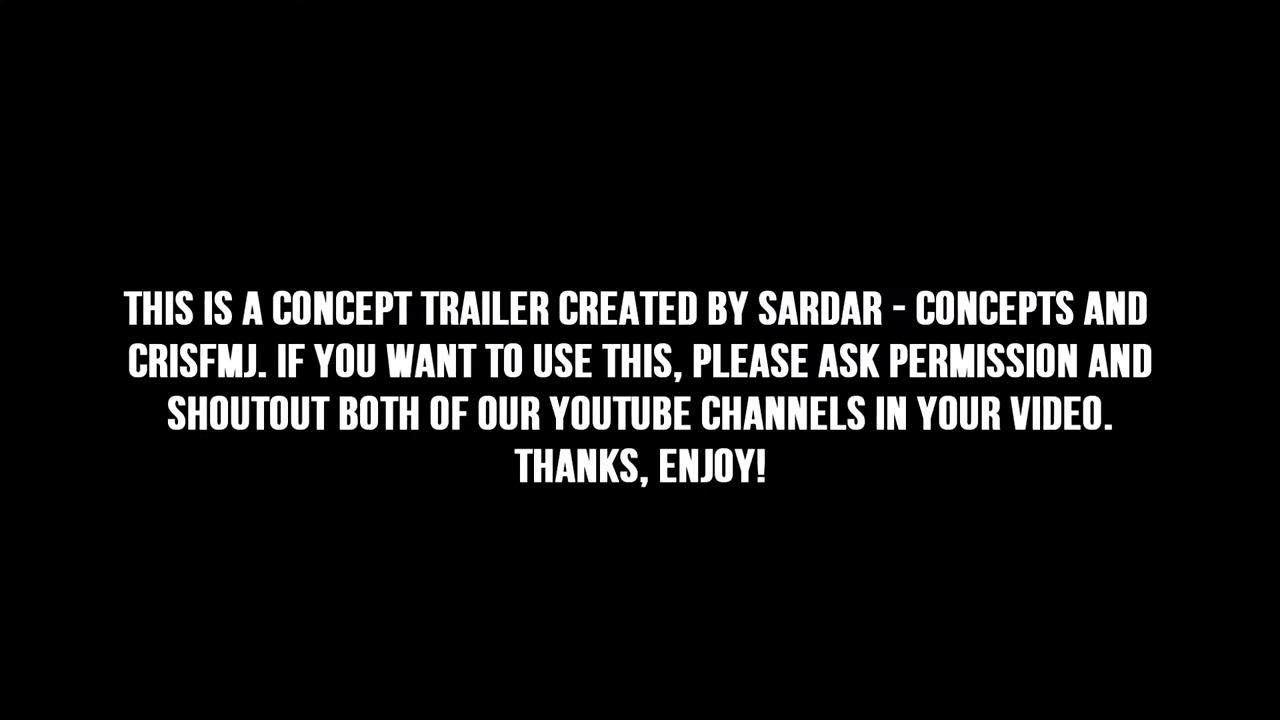 THIS IS A CONCEPT TRAILER CREATED BY SARDAR - CONCEPTS AND
CRISFMJ. IF YOU WANT TO USE THIS, PLEASE ASK PERMISSION AND
SHOUTOUT BOTH OF OUR YOUTUBE CHANNELS IN YOUR VIDEO.
THANKS, ENJOY!